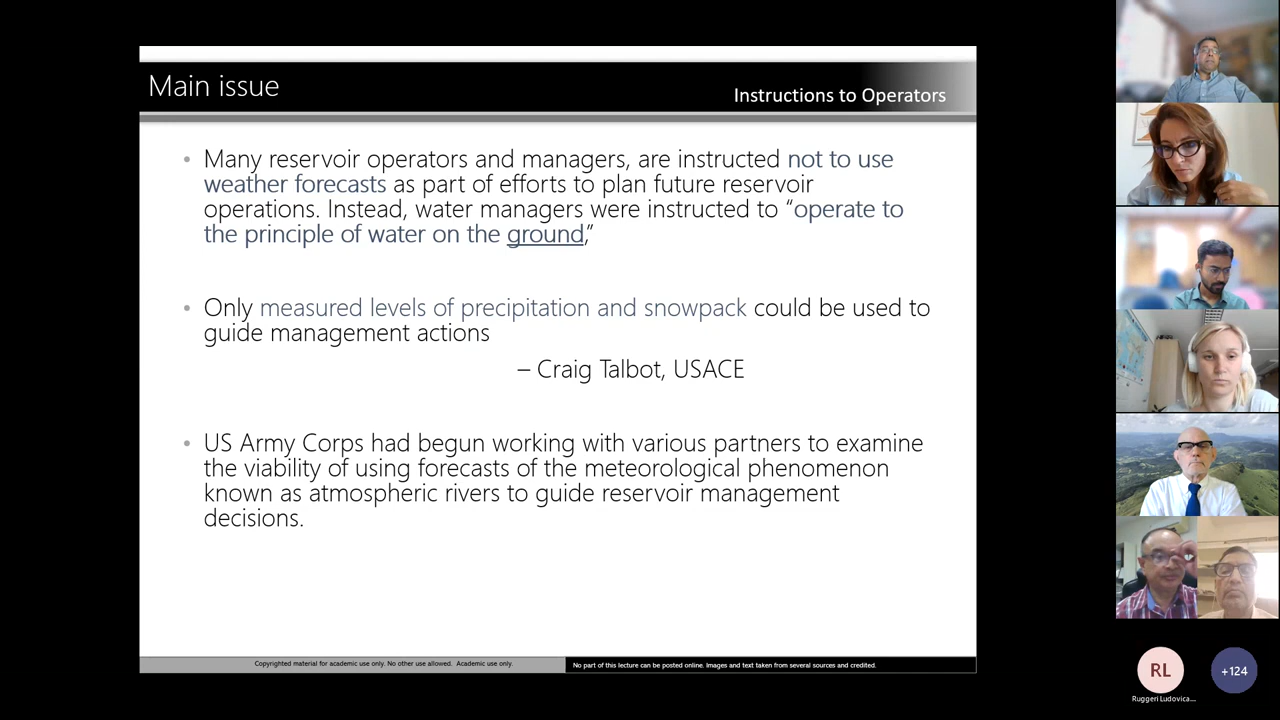 Main issue
Instructions to Operators
• Many reservoir operators and managers, are instructed not to use
weather forecasts as part of efforts to plan future reservoir
operations. Instead, water managers were instructed to “operate to
the principle of water on the ground,”
• Only measured levels of precipitation and snowpack could be used to
guide management actions
– Craig Talbot, USACE
• US Army Corps had begun working with various partners to examine
the viability of using forecasts of the meteorological phenomenon
known as atmospheric rivers to guide reservoir management
decisions.
Copyrighted material for academic use only. No other use allowed. Academic use only.
No part of this lecture can be posted online. Images and text taken from several sources and credited.
RL
+124
Ruggeri Ludovica...